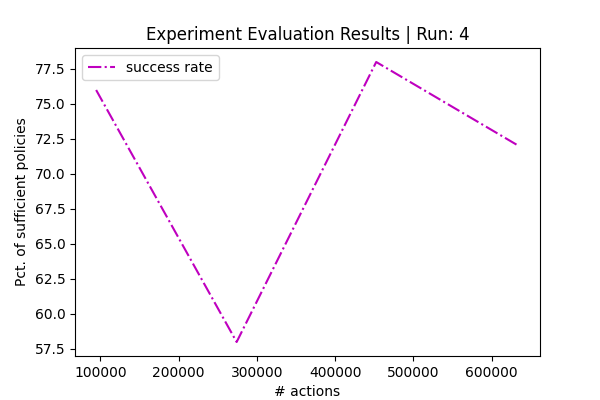 Experiment Evaluation Results | Run: 4
success rate
Pct. of sufficient policies
77.5
75.0
72.5
70.0
67.5
65.0
62.5
60.0
57.5
100000 200000 300000 400000 500000 600000
# actions